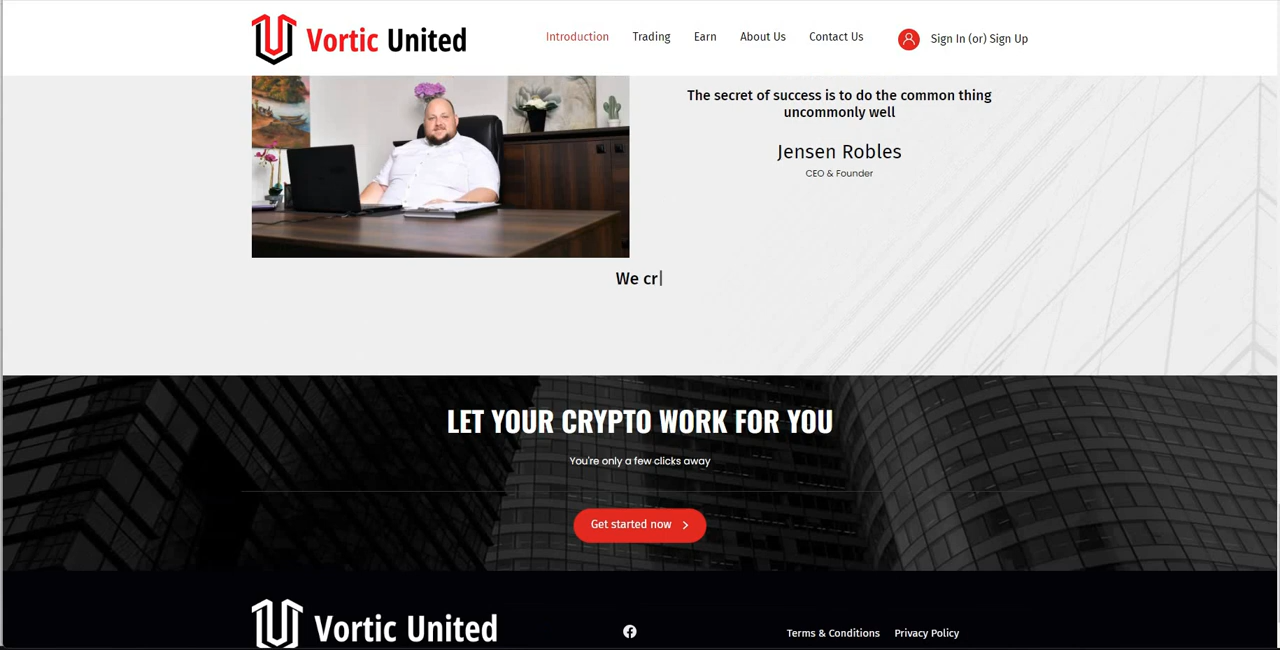 Vortic United
Introduction Trading Earn About Us Contact Us Sign In (or) Sign Up
The secret of success is to do the common thing
uncommonly well
Jensen Robles
CEO & Founder
We cr
LET YOUR CRYPTO WORK FOR YOU
You're only a few clicks away
Get started now
Vortic United
Terms & Conditions Privacy Policy